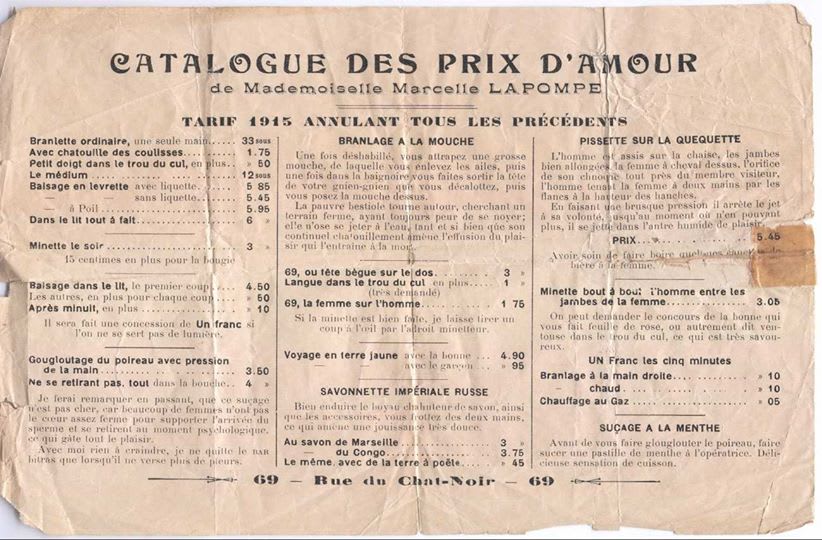 CATALOGUE DES PRIX D'AMOUR
de Mademoiselle Marcelle LAPOMPE
TARIF 1915 ANNULANT TOUS LES PRÉCÉDENTS
Branlette ordinaire, une seule main..... 33 sous
Avec chatouille des coulisses........ 1.75
Petit doigt dans le trou du cul, en plus.. » 50
Le médium................. 12 sous
Baisage en levrette avec liquette..... 5 85
— — sans liquette..... 5.45
— à Poil........... 5.95
Dans le lit tout à fait............ 6 »
Minette le soir................ 3 »
15 centimes en plus pour la bougie
Baisage dans le lit, le premier coup.... 4.50
Les autres, en plus pour chaque coup.... » 50
Après minuit, en plus............ » 10
Il sera fait une concession de Un franc si
l'on ne se sert pas de lumière.
Gougloutage du poireau avec pression
de la main................. 3.50
Ne se retirant pas, tout dans la bouche.. 4 »
Je ferai remarquer en passant, que ce suçage
n'est pas cher, car beaucoup de femmes n'ont pas
le cœur assez ferme pour supporter l'arrivée du
sperme et se retirent au moment psychologique,
ce qui gâte tout le plaisir.
Avec moi rien à craindre, je ne quitte le BAR
bitras que lorsqu'il ne verse plus de pleurs.
BRANLAGE A LA MOUCHE
Une fois déshabillé, vous attrapez une grosse
mouche, de laquelle vous enlevez les ailes, puis
une fois dans la baignoire vous faites sortir la tête
de votre gnien-gnien que vous décalottez, puis
vous posez la mouche dessus.
La pauvre bestiole tourne autour, cherchant un
terrain ferme, ayant toujours peur de se noyer;
elle n'ose se jeter à l'eau, tant et si bien que son
continuel chatouillement amène l'effusion du plai-
sir qui l'entraîne à la mort.
69, ou tête bègue sur le dos......... 3 »
Langue dans le trou du cul en plus..... 1 »
(très demandé)
69, la femme sur l'homme.......... 1 75
Si la minette est bien faite, je laisse tirer un
coup à l'œil par l'adroit minetteur.
Voyage en terre jaune avec la bonne ... 4.90
— — avec le garçon... » 95
SAVONNETTE IMPÉRIALE RUSSE
Bien enduire le boyau chanteur de savon, ainsi
que les accessoires, vous frottez des deux mains,
ce qui amène une jouissance très douce.
Au savon de Marseille............ 3 »
— du Congo............. 3.75
Le même, avec de la terre à poêle..... » 45
PISSETTE SUR LA QUEQUETTE
L'homme est assis sur la chaise, les jambes
bien allongées, la femme à cheval dessus, l'orifice
de son chnoque tout près du membre visiteur,
l'homme tenant la femme à deux mains par les
flancs à la hauteur des hanches.
En faisant une brusque pression il arrête le jet
à sa volonté, jusqu'au moment où n'en pouvant
plus, il se jette dans l'antre humide de plaisir.
PRIX........... 5.45
Avoir soin de faire boire quelques
bière à la femme.
Minette bout à bout l'homme entre les
jambes de la femme........... 3.05
On peut demander le concours de la bonne qui
vous fait feuille de rose, ou autrement dit ven-
touse dans le trou du cul, ce qui est très savou-
reux.
UN Franc les cinq minutes
Branlage à la main droite.......... » 10
— chaud............. » 10
Chauffage au Gaz.............. » 05
SUÇAGE A LA MENTHE
Avant de vous faire glouglouter le poireau, faire
sucer une pastille de menthe à l'opératrice. Déli-
cieuse sensation de cuisson.
69 — Rue du Chat-Noir — 69